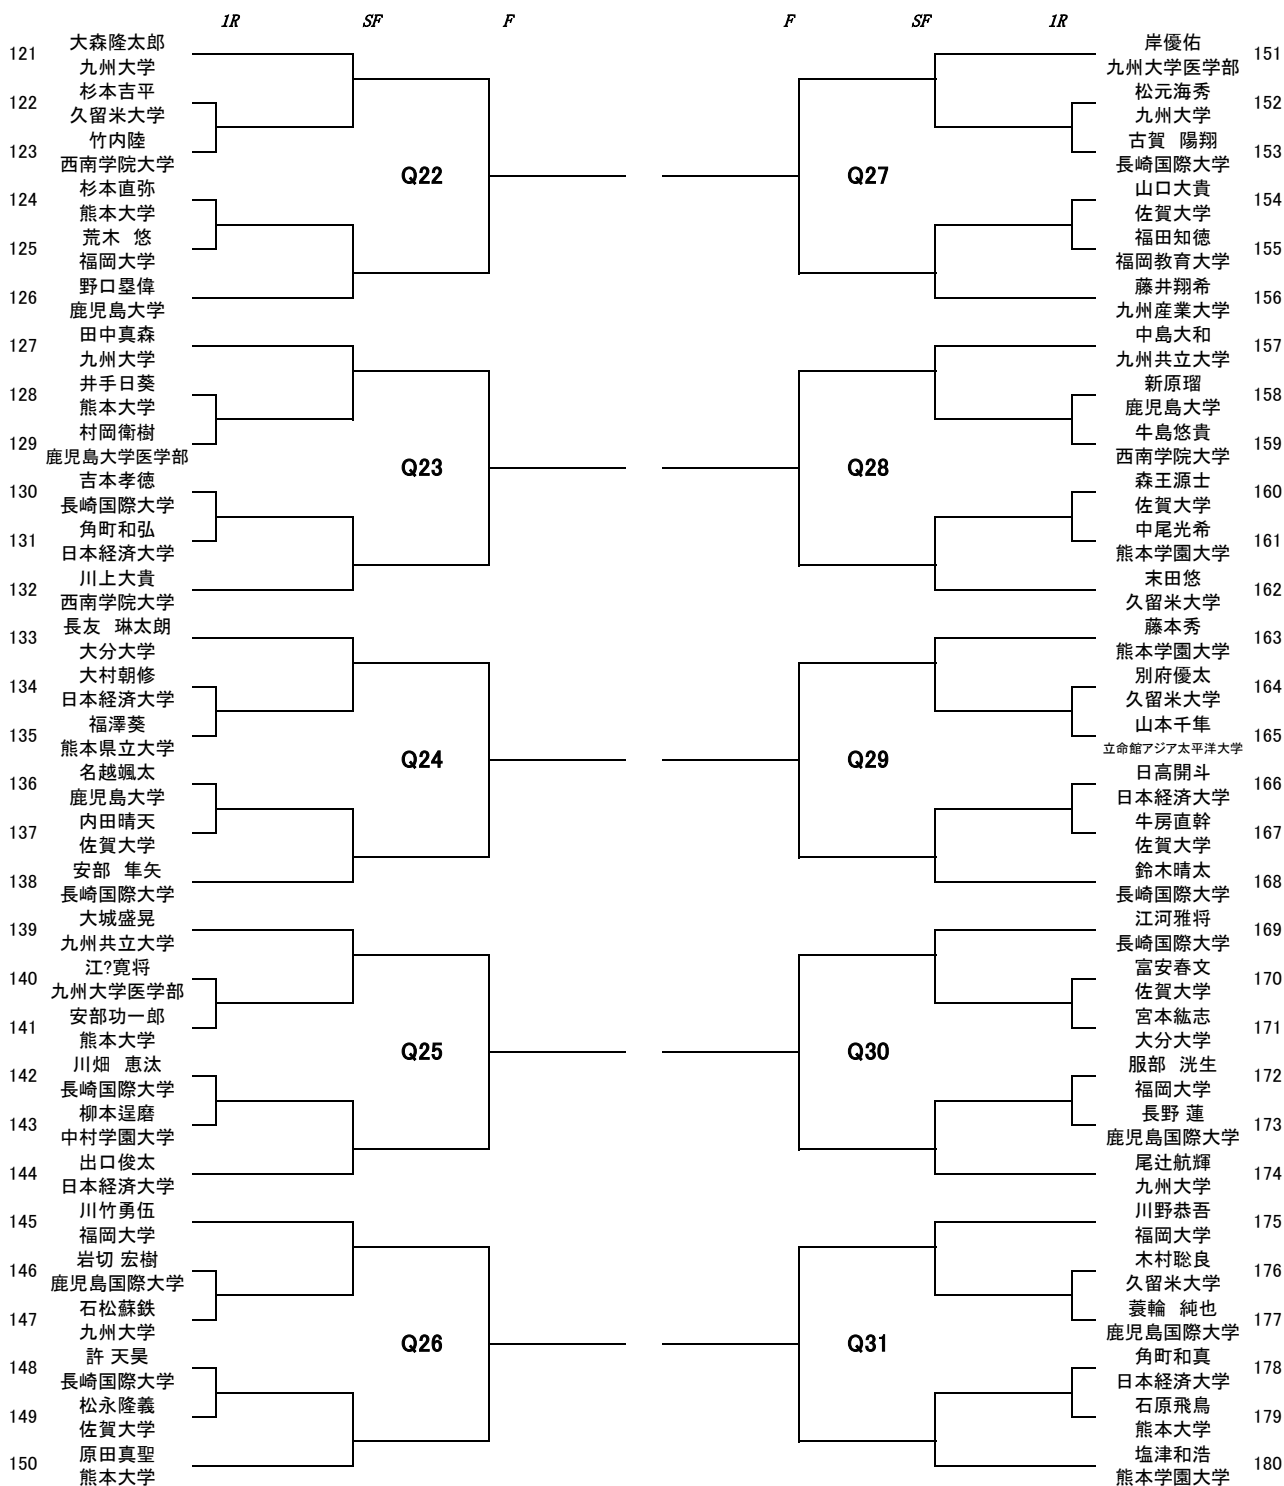 1R SF F F SF 1R
121 大森隆太郎
九州大学
122 杉本吉平
久留米大学
123 竹内陸
西南学院大学
124 杉本直弥
熊本大学
125 荒木 悠
福岡大学
126 野口塁偉
鹿児島大学
Q22
127 田中真森
九州大学
128 井手日葵
熊本大学
129 村岡衛樹
鹿児島大学医学部
130 吉本孝徳
長崎国際大学
131 角町和弘
日本経済大学
132 川上大貴
西南学院大学
Q23
133 長友 琳太朗
大分大学
134 大村朝修
日本経済大学
135 福澤葵
熊本県立大学
136 名越颯太
鹿児島大学
137 内田晴天
佐賀大学
138 安部 隼矢
長崎国際大学
Q24
139 大城盛晃
九州共立大学
140 江?寛将
九州大学医学部
141 安部功一郎
熊本大学
142 川畑 恵汰
長崎国際大学
143 柳本逞磨
中村学園大学
144 出口俊太
日本経済大学
Q25
145 川竹勇伍
福岡大学
146 岩切 宏樹
鹿児島国際大学
147 石松蘇鉄
九州大学
148 許 天昊
長崎国際大学
149 松永隆義
佐賀大学
150 原田真聖
熊本大学
Q26
岸優佑 151
九州大学医学部
松元海秀 152
九州大学
古賀 陽翔 153
長崎国際大学
山口大貴 154
佐賀大学
福田知徳 155
福岡教育大学
藤井翔希 156
九州産業大学
Q27
中島大和 157
九州共立大学
新原瑠 158
鹿児島大学
牛島悠貴 159
西南学院大学
森王源士 160
佐賀大学
中尾光希 161
熊本学園大学
末田悠 162
久留米大学
Q28
藤本秀 163
熊本学園大学
別府優太 164
久留米大学
山本千隼 165
立命館アジア太平洋大学
日高開斗 166
日本経済大学
牛房直幹 167
佐賀大学
鈴木晴太 168
長崎国際大学
Q29
江河雅将 169
長崎国際大学
富安春文 170
佐賀大学
宮本紘志 171
大分大学
服部 洸生 172
福岡大学
長野 蓮 173
鹿児島国際大学
尾辻航輝 174
九州大学
Q30
川野恭吾 175
福岡大学
木村聡良 176
久留米大学
蓑輪 純也 177
鹿児島国際大学
角町和真 178
日本経済大学
石原飛鳥 179
熊本大学
塩津和浩 180
熊本学園大学
Q31